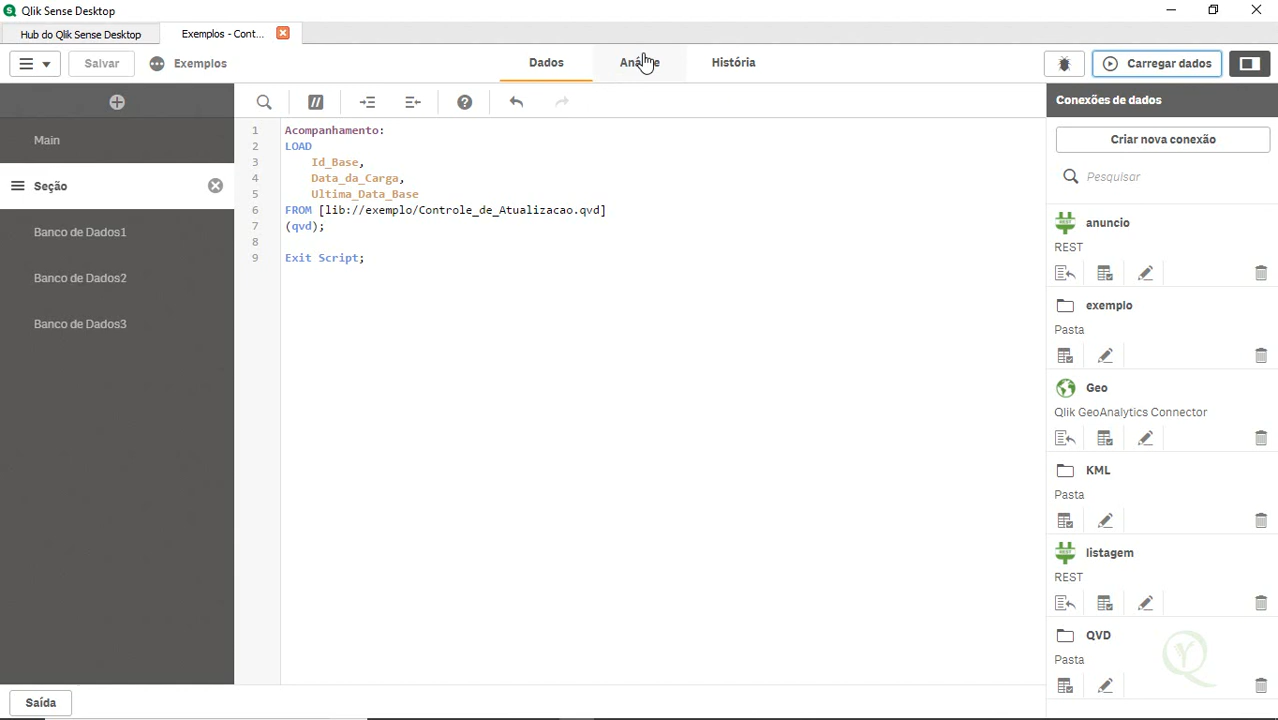 Qlik Sense Desktop
Hub do Qlik Sense Desktop
Exemplos - Cont...
Salvar
Exemplos
Dados
História
Carregar dados
Main
Seção
Banco de Dados1
Banco de Dados2
Banco de Dados3
1 Acompanhamento:
2 LOAD
3 Id_Base,
4 Data_da_Carga,
5 Ultima_Data_Base
6 FROM [lib://exemplo/Controle_de_Atualizacao.qvd]
7 (qvd);
8
9 Exit Script;
Conexões de dados
Criar nova conexão
Pesquisar
anuncio
REST
exemplo
Pasta
Geo
Qlik GeoAnalytics Connector
KML
Pasta
listagem
REST
QVD
Pasta
Saída